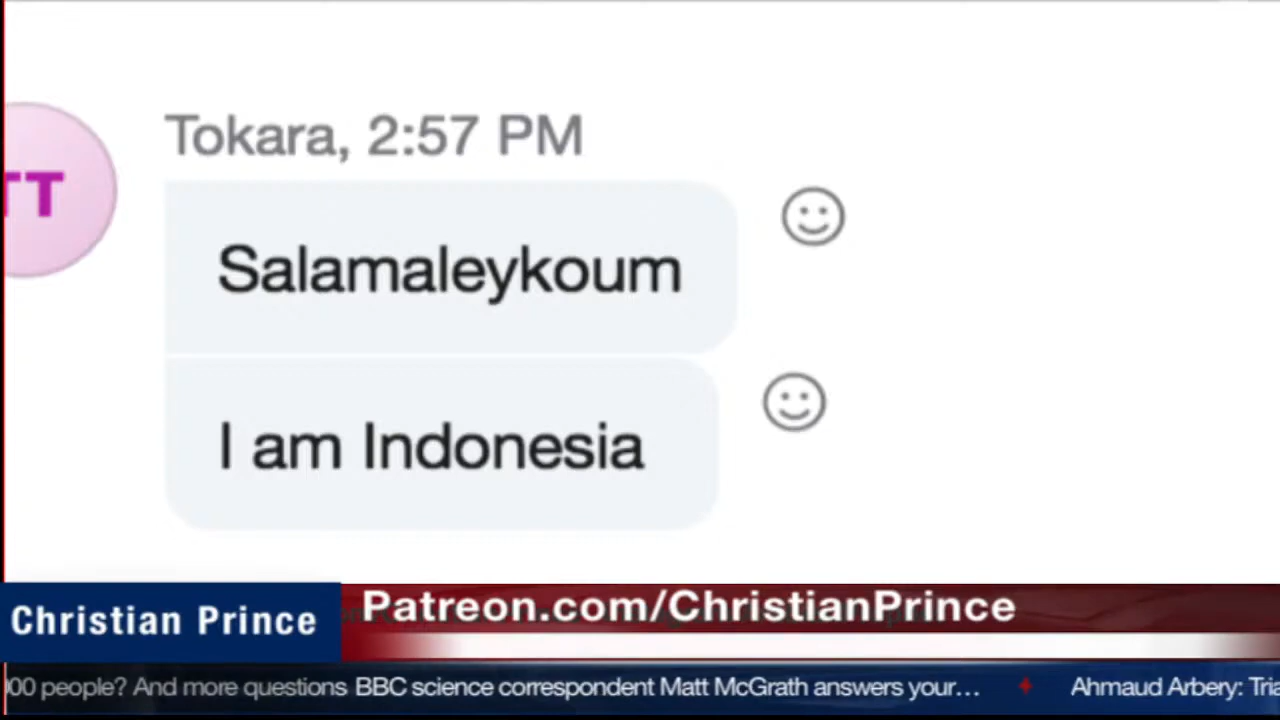 TT
Tokara, 2:57 PM
Salamaleykoum
I am Indonesia
Christian Prince
Patreon.com/ChristianPrince
00 people? And more questions BBC science correspondent Matt McGrath answers your… Ahmaud Arbery: Tria